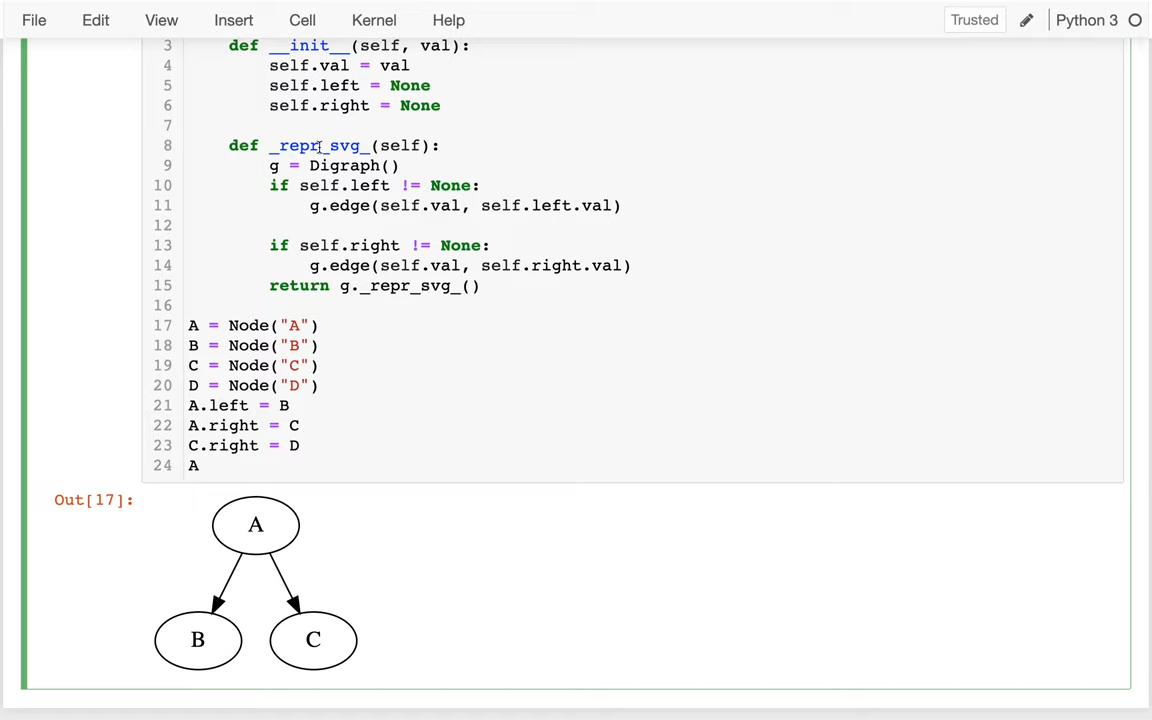 File Edit View Insert Cell Kernel Help Trusted Python 3
3 def __init__(self, val):
4 self.val = val
5 self.left = None
6 self.right = None
7
8 def _repr_svg_(self):
9 g = Digraph()
10 if self.left != None:
11 g.edge(self.val, self.left.val)
12
13 if self.right != None:
14 g.edge(self.val, self.right.val)
15 return g._repr_svg_()
16
17 A = Node("A")
18 B = Node("B")
19 C = Node("C")
20 D = Node("D")
21 A.left = B
22 A.right = C
23 C.right = D
24 A
Out[17]:
A
B C